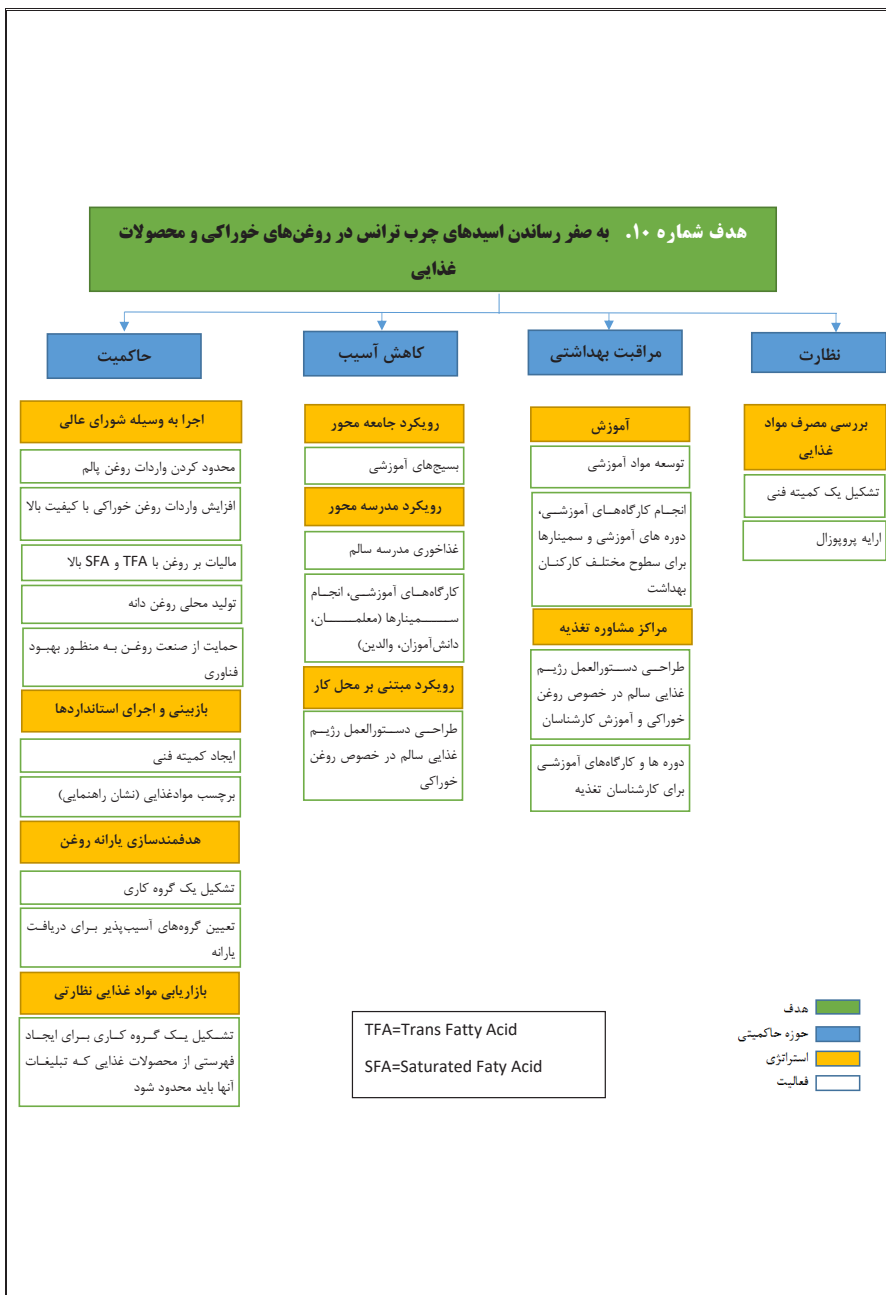 هدف شماره ۱۰. به صفر رساندن اسیدهای چرب ترانس در روغن‌های خوراکی و محصولات
غذایی
نظارت
بررسی مصرف مواد
غذایی
تشکیل یک کمیته فنی
ارایه پروپوزال
مراقبت بهداشتی
آموزش
توسعه مواد آموزشی
انجام کارگاه‌های آموزشی،
دوره های آموزشی و سمینارها
برای سطوح مختلف کارکنان
بهداشت
مراکز مشاوره تغذیه
طراحی دستورالعمل رژیم
غذایی سالم در خصوص روغن
خوراکی و آموزش کارشناسان
دوره ها و کارگاه‌های آموزشی
برای کارشناسان تغذیه
کاهش آسیب
رویکرد جامعه محور
بسیج‌های آموزشی
رویکرد مدرسه محور
غذاخوری مدرسه سالم
کارگاه‌های آموزشی، انجام
سمینارها (معلمان،
دانش‌آموزان، والدین)
رویکرد مبتنی بر محل کار
طراحی دستورالعمل رژیم
غذایی سالم در خصوص روغن
خوراکی
حاکمیت
اجرا به وسیله شورای عالی
محدود کردن واردات روغن پالم
افزایش واردات روغن خوراکی با کیفیت بالا
مالیات بر روغن با TFA و SFA بالا
تولید محلی روغن دانه
حمایت از صنعت روغن به منظور بهبود
فناوری
بازبینی و اجرای استانداردها
ایجاد کمیته فنی
برچسب موادغذایی (نشان راهنمایی)
هدفمندسازی یارانه روغن
تشکیل یک گروه کاری
تعیین گروه‌های آسیب‌پذیر برای دریافت
یارانه
بازاریابی مواد غذایی نظارتی
تشکیل یک گروه کاری برای ایجاد
فهرستی از محصولات غذایی که تبلیغات
آنها باید محدود شود
TFA=Trans Fatty Acid
SFA=Saturated Faty Acid
هدف
حوزه حاکمیتی
استراتژی
فعالیت